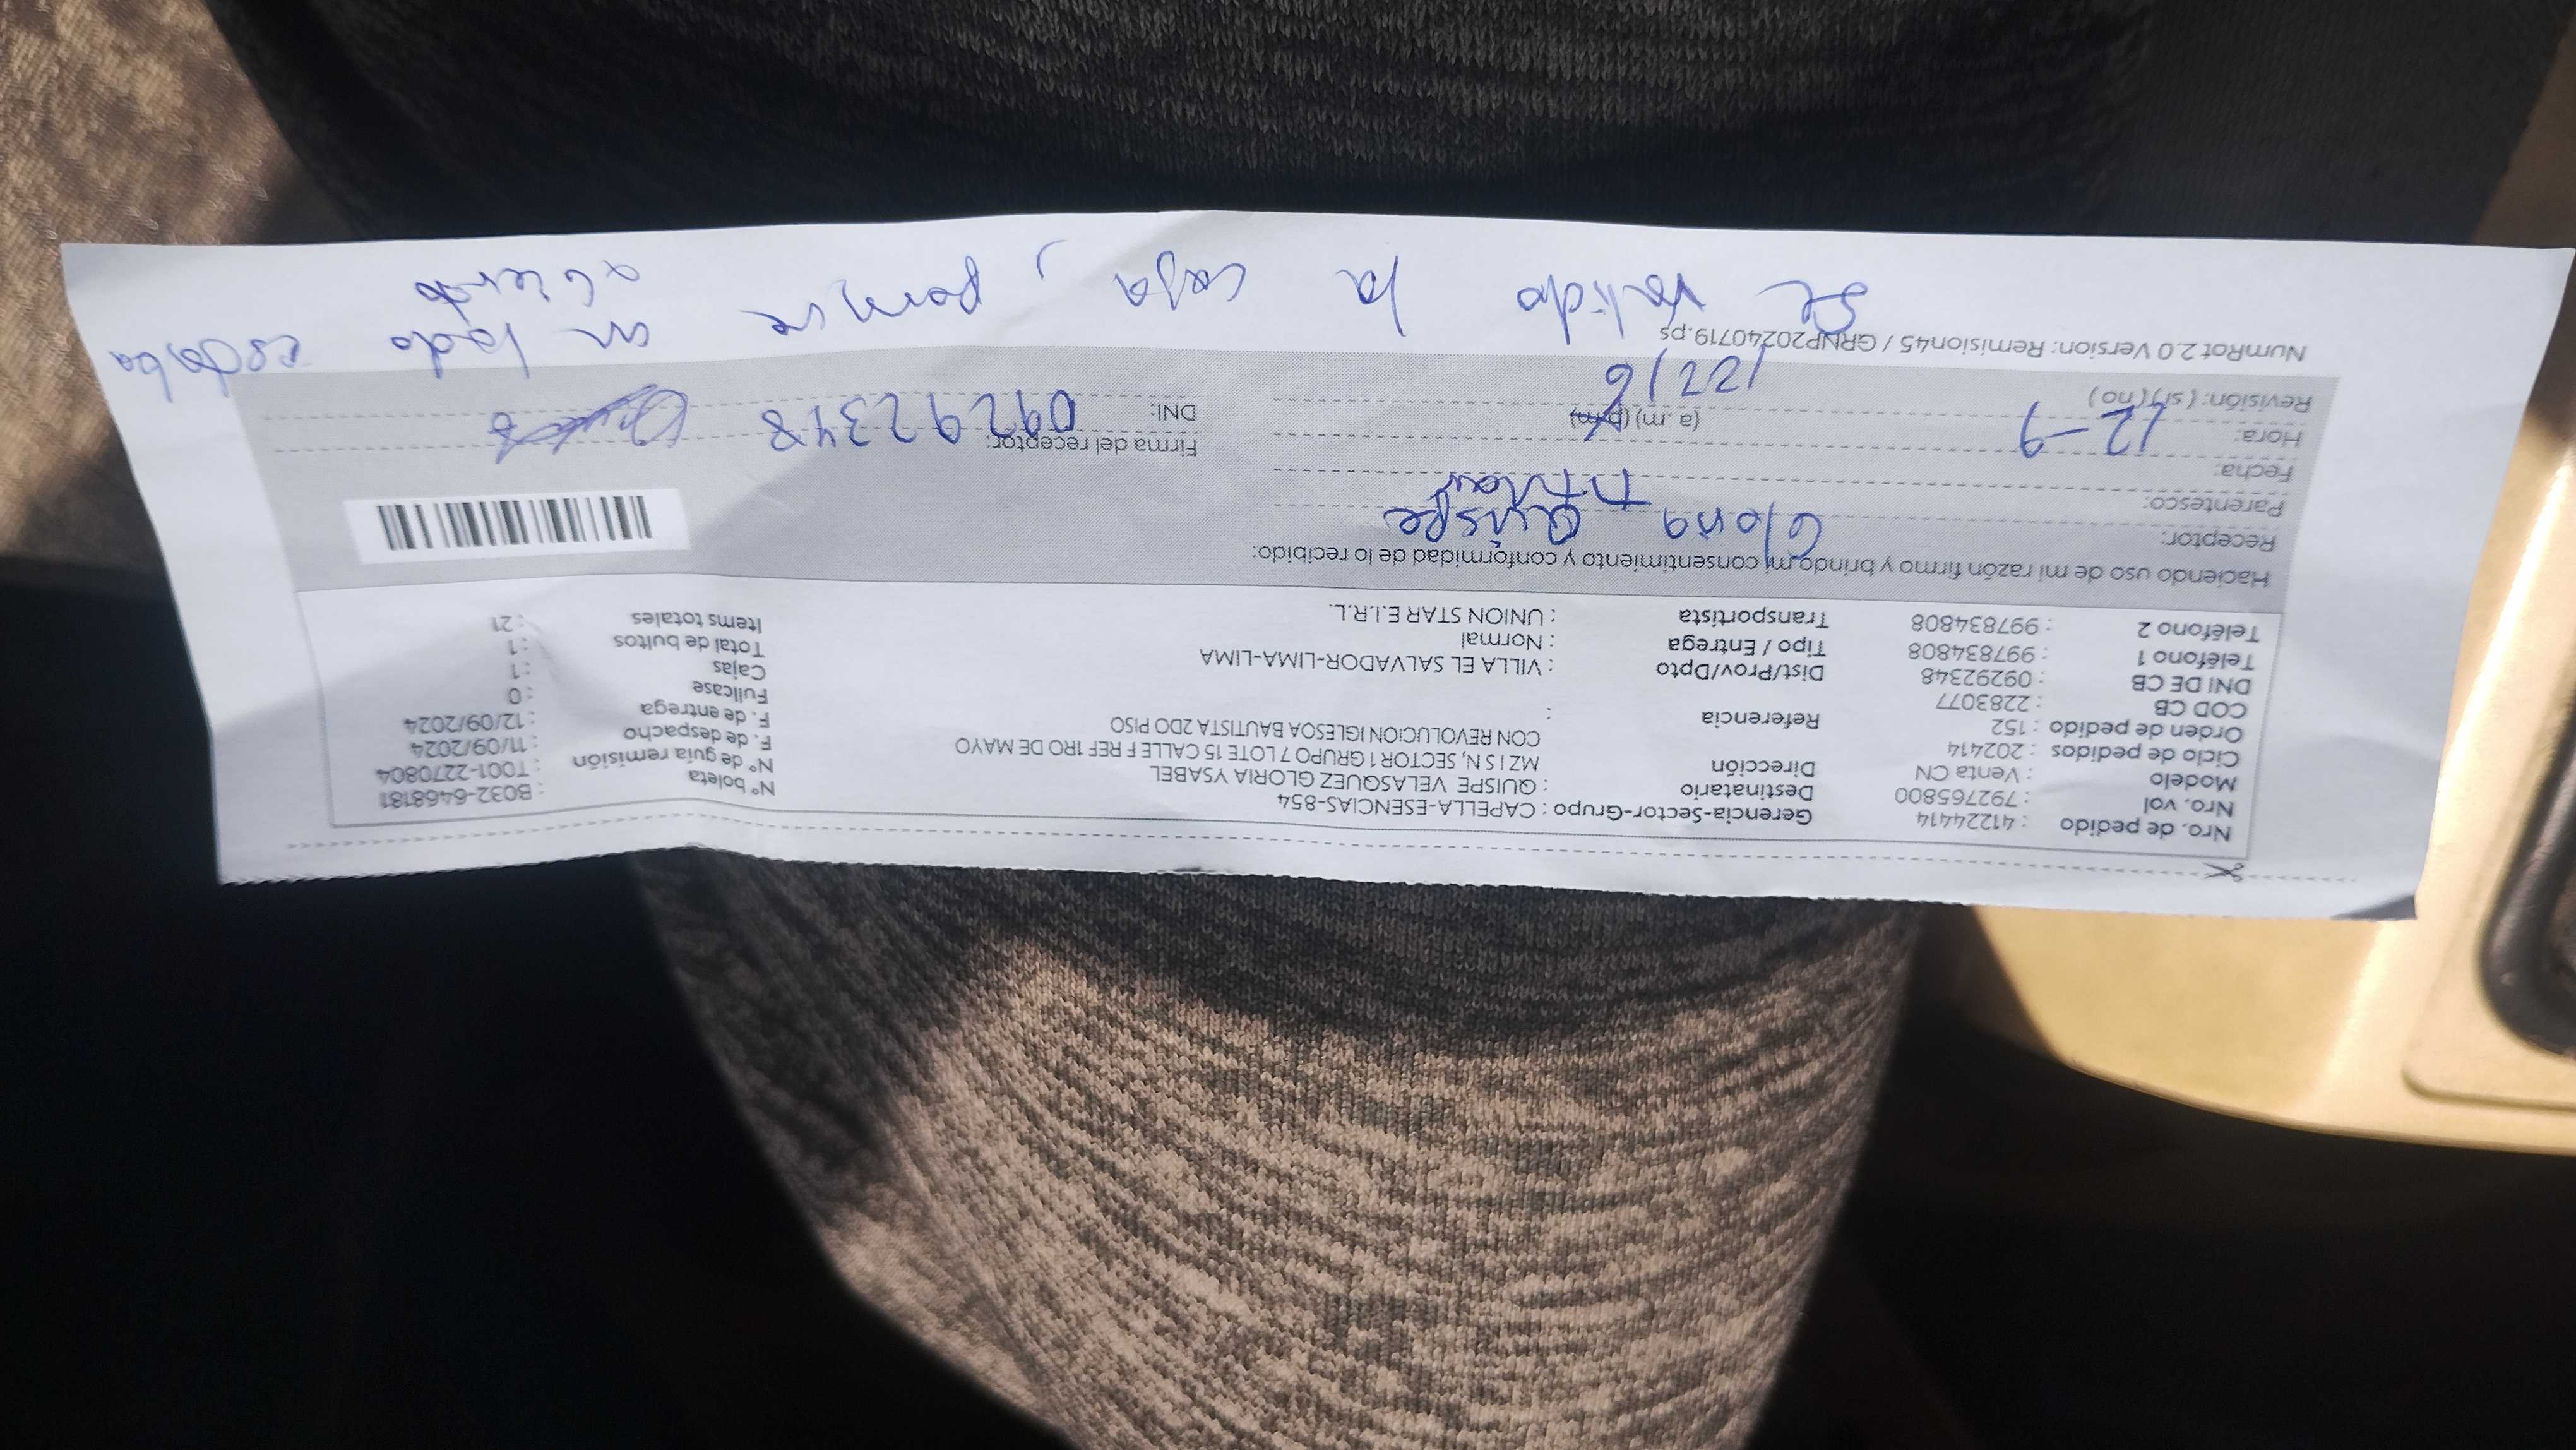 Nro. de pedido : 41224414 Gerencia-Sector-Grupo : CAPELLA-ESENCIAS-854 N° boleta : B032-6468181
Nro. vol : 792765800 Destinatario : QUISPE VELASQUEZ GLORIA YSABEL N° de guía remisión : T001-2270804
Modelo : Venta CN Dirección MZ I S N, SECTOR 1 GRUPO 7 LOTE 15 CALLE F REF 1RO DE MAYO F. de despacho : 11/09/2024
Ciclo de pedidos : 202414 CON REVOLUCION IGLESOA BAUTISTA 2DO PISO F. de entrega : 12/09/2024
Orden de pedido : 152 Referencia : Fullcase : 0
COD CB : 2283077 Dist/Prov/Dpto : VILLA EL SALVADOR-LIMA-LIMA Cajas : 1
DNI DE CB : 09292348 Tipo / Entrega : Normal Total de bultos : 1
Teléfono 1 : 997834808 Transportista : UNION STAR E.I.R.L. Items totales : 21
Teléfono 2 : 997834808
Haciendo uso de mi razón firmo y brindo mi consentimiento y conformidad de lo recibido:
Receptor: Gloria Quispe
Parentesco: Titular
Fecha: 12-9 Firma del receptor:
Hora: (a.m) (p.m) 12216 DNI: 09292348
Revisión: (si) (no)
NumRot 2.0 Version: Remision45 / GRNP20240719.ps
Se la caja, porque un lado estaba
abierto